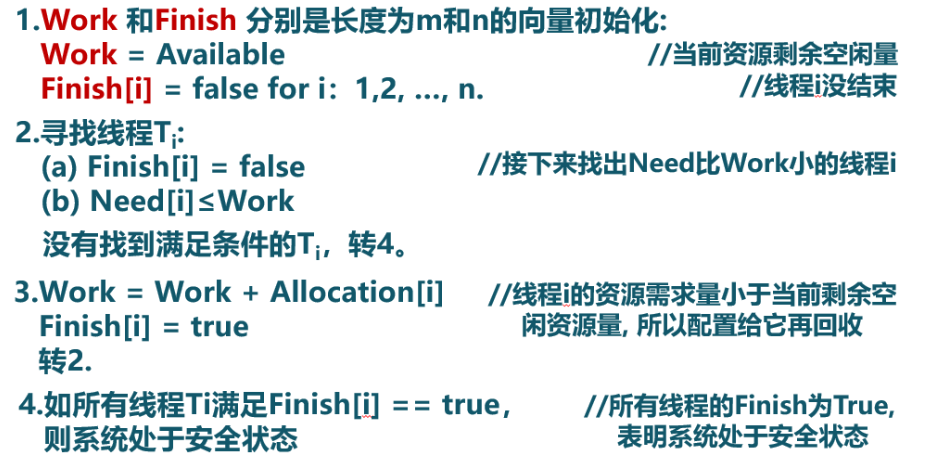 1.Work 和Finish 分别是长度为m和n的向量初始化:
Work = Available //当前资源剩余空闲量
Finish[i] = false for i：1,2, ..., n. //线程i没结束
2.寻找线程Ti:
(a) Finish[i] = false //接下来找出Need比Work小的线程i
(b) Need[i]≤Work
没有找到满足条件的Ti，转4。
3.Work = Work + Allocation[i] //线程i的资源需求量小于当前剩余空
Finish[i] = true 闲资源量, 所以配置给它再回收
转2.
4.如所有线程Ti满足Finish[i] == true， //所有线程的Finish为True,
则系统处于安全状态 表明系统处于安全状态